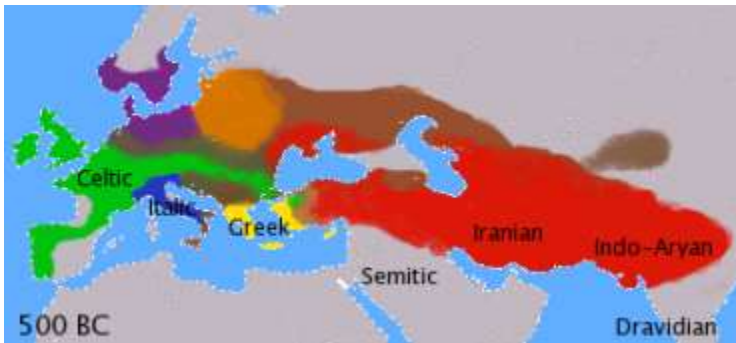 Celtic
Italic
Greek
Iranian
Indo-Aryan
Semitic
500 BC
Dravidian